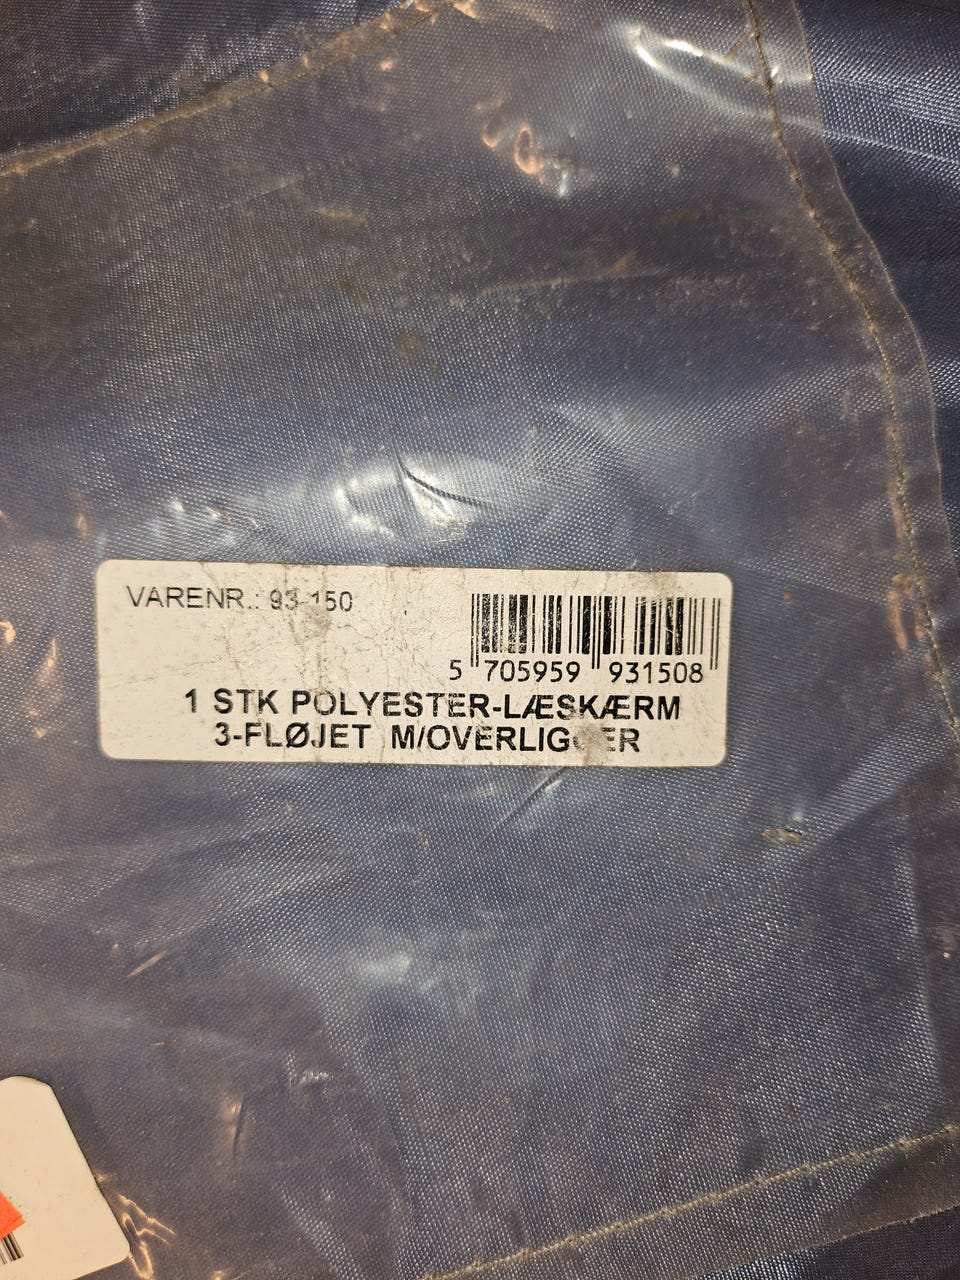 VARENR.: 93-150
5 705959 931508
1 STK POLYESTER-LÆSKÆRM
3-FLØJET M/OVERLIGGER